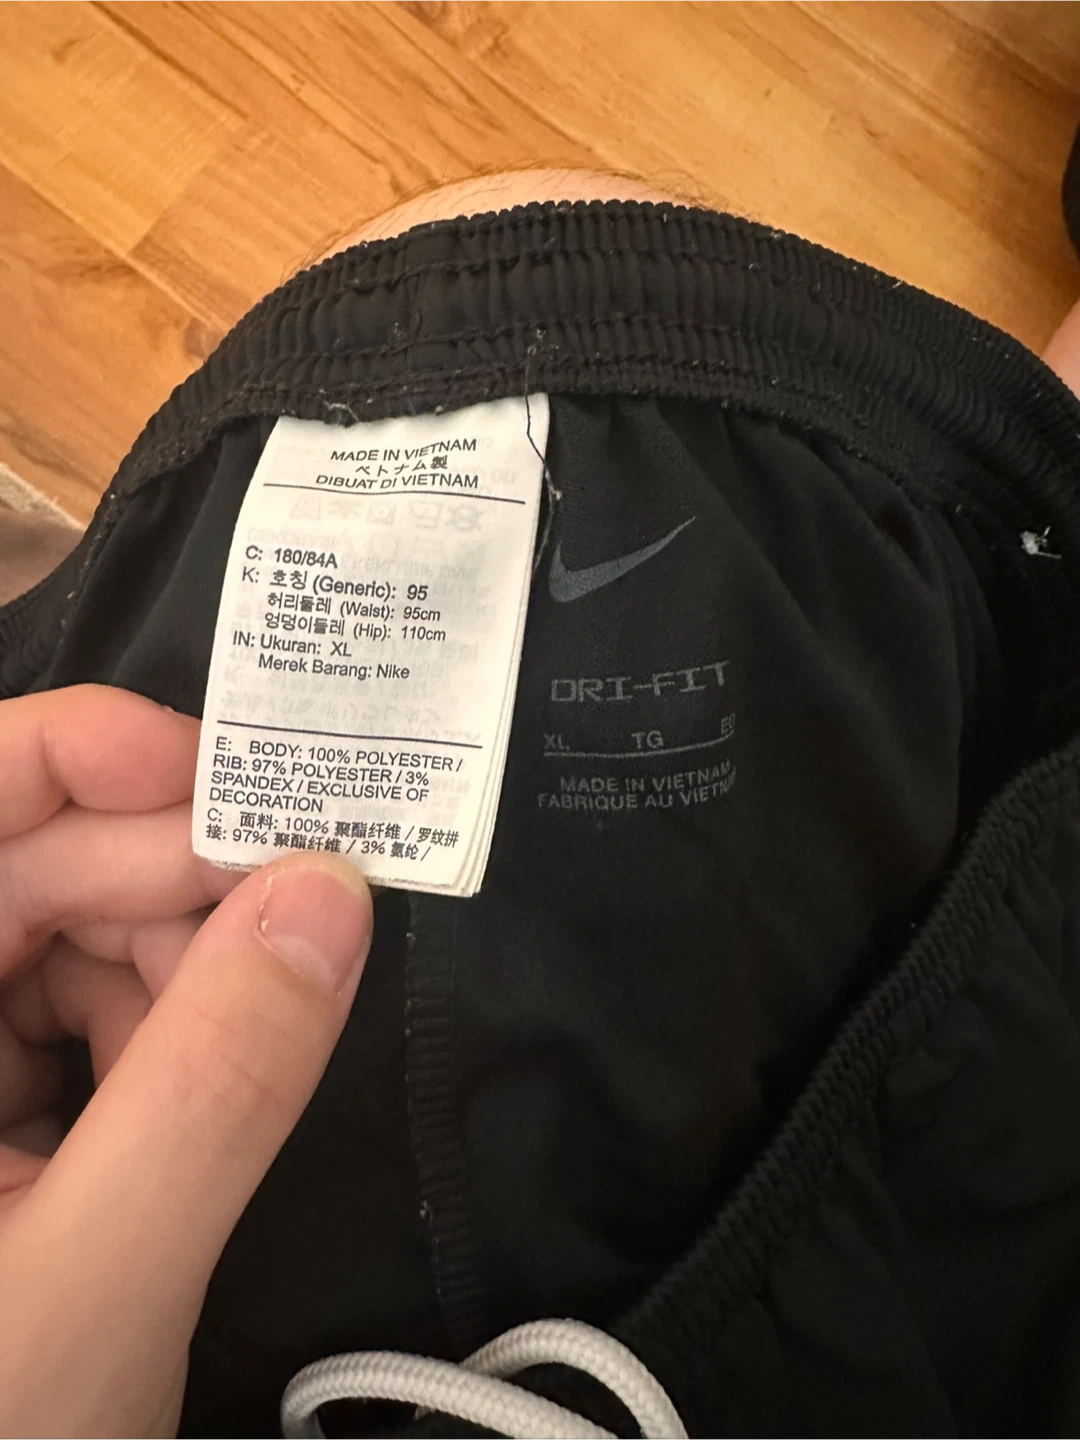 MADE IN VIETNAM
ベトナム製
DIBUAT DI VIETNAM
C: 180/84A
K: 호칭 (Generic): 95
허리둘레 (Waist): 95cm
엉덩이둘레 (Hip): 110cm
IN: Ukuran: XL
Merek Barang: Nike
E: BODY: 100% POLYESTER /
RIB: 97% POLYESTER / 3%
SPANDEX / EXCLUSIVE OF
DECORATION
C: 面料: 100% 聚酯纤维 / 罗纹拼
接: 97% 聚酯纤维 / 3% 氨纶 /
DRI-FIT
XL TG EG
MADE IN VIETNAM
FABRIQUÉ AU VIETNAM